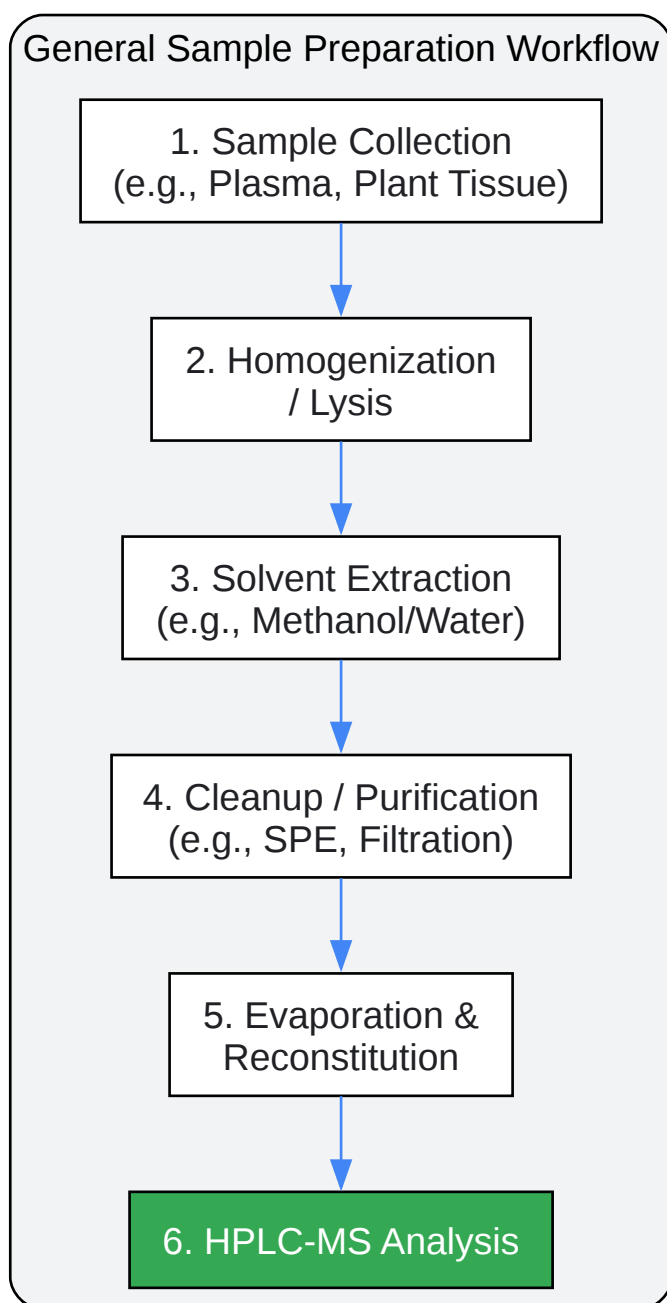 General Sample Preparation Workflow
1. Sample Collection
(e.g., Plasma, Plant Tissue)
2. Homogenization
/ Lysis
3. Solvent Extraction
(e.g., Methanol/Water)
4. Cleanup / Purification
(e.g., SPE, Filtration)
5. Evaporation &
Reconstitution
6. HPLC-MS Analysis